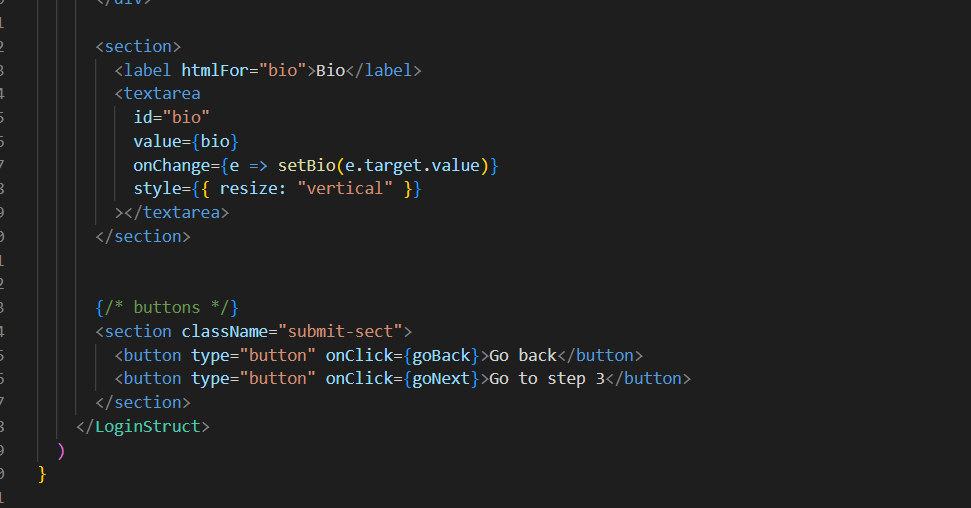 </div>
<section>
<label htmlFor="bio">Bio</label>
<textarea
id="bio"
value={bio}
onChange={e => setBio(e.target.value)}
style={{ resize: "vertical" }}
></textarea>
</section>
{/* buttons */}
<section className="submit-sect">
<button type="button" onClick={goBack}>Go back</button>
<button type="button" onClick={goNext}>Go to step 3</button>
</section>
</LoginStruct>
)
}